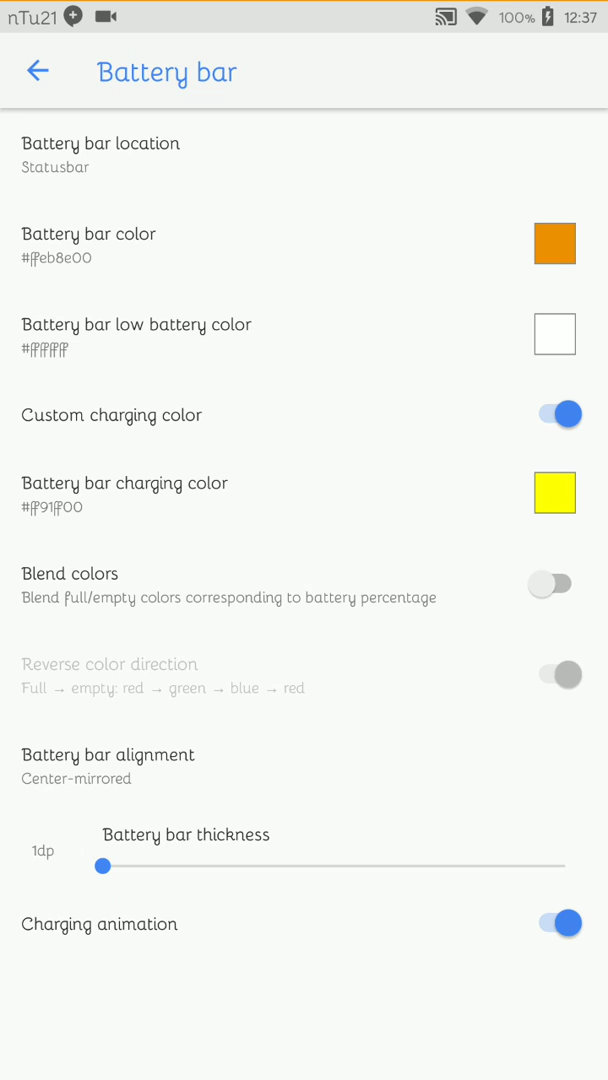 nTu21 100% 12:37
Battery bar
Battery bar location
Statusbar
Battery bar color
#ffeb8e00
Battery bar low battery color
#ffffffff
Custom charging color
Battery bar charging color
#ff91ff00
Blend colors
Blend full/empty colors corresponding to battery percentage
Reverse color direction
Full → empty: red → green → blue → red
Battery bar alignment
Center-mirrored
Battery bar thickness
1dp
Charging animation